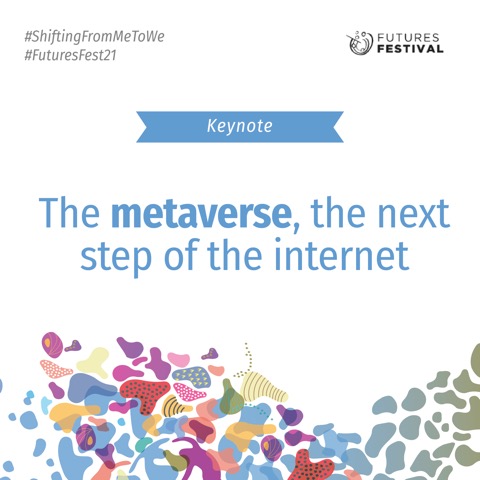 #ShiftingFromMeToWe
#FuturesFest21
FUTURES
FESTIVAL
Keynote
The metaverse, the next
step of the internet